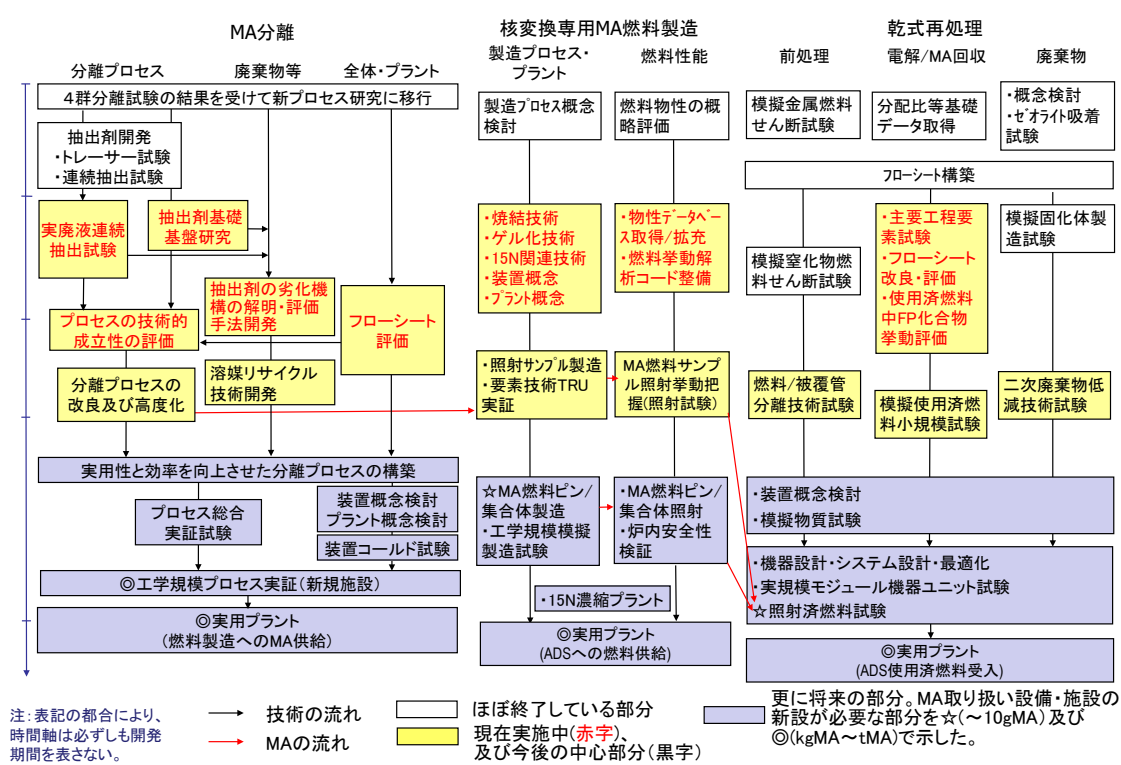 MA分離
核変換専用MA燃料製造
乾式再処理
分離プロセス
廃棄物等
全体・プラント
製造プロセス・
プラント
燃料性能
前処理
電解/MA回収
廃棄物
4群分離試験の結果を受けて新プロセス研究に移行
抽出剤開発
・トレーサー試験
・連続抽出試験
実廃液連続
抽出試験
抽出剤基礎
基盤研究
抽出剤の劣化機
構の解明・評価
手法開発
フローシート
評価
プロセスの技術的
成立性の評価
分離プロセスの
改良及び高度化
溶媒リサイクル
技術開発
実用性と効率を向上させた分離プロセスの構築
プロセス総合
実証試験
装置概念検討
プラント概念検討
装置コールド試験
◎工学規模プロセス実証(新規施設)
◎実用プラント
(燃料製造へのMA供給)
製造プロセス概念
検討
燃料物性の概
略評価
・焼結技術
・ゲル化技術
・15N関連技術
・装置概念
・プラント概念
・物性データベー
ス取得/拡充
・燃料挙動解
析コード整備
・照射サンプル製造
・要素技術TRU
実証
MA燃料サンプ
ル照射挙動把
握(照射試験)
☆MA燃料ピン/
集合体製造
・工学規模模擬
製造試験
・MA燃料ピン/
集合体照射
・炉内安全性
検証
・15N濃縮プラント
◎実用プラント
(ADSへの燃料供給)
模擬金属燃料
せん断試験
分配比等基礎
データ取得
・概念検討
・ゼオライト吸着
試験
フローシート構築
模擬窒化物燃
料せん断試験
・主要工程要
素試験
・フローシート
改良・評価
・使用済燃料
中FP化合物
挙動評価
模擬固化体製
造試験
燃料/被覆管
分離技術試験
模擬使用済燃
料小規模試験
二次廃棄物低
減技術試験
・装置概念検討
・模擬物質試験
・機器設計・システム設計・最適化
・実規模モジュール機器ユニット試験
☆照射済燃料試験
◎実用プラント
(ADS使用済燃料受入)
注:表記の都合により、
時間軸は必ずしも開発
期間を表さない。
技術の流れ
MAの流れ
ほぼ終了している部分
現在実施中(赤字)、
及び今後の中心部分(黒字)
更に将来の部分。MA取り扱い設備・施設の
新設が必要な部分を☆(~10gMA)及び
◎(kgMA~tMA)で示した。